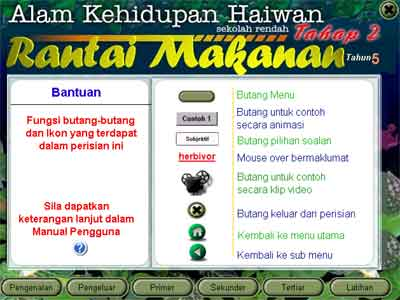 Alam Kehidupan Haiwan
sekolah rendah Tahap 2
Rantai Makanan Tahun 5
Bantuan
Fungsi butang-butang
dan Ikon yang terdapat
dalam perisian ini
Sila dapatkan
keterangan lanjut dalam
Manual Pengguna
?
Butang Menu
Contoh 1
Butang untuk contoh
secara animasi
Subjektif
Butang pilihan soalan
herbivor
Mouse over bermaklumat
Butang untuk contoh
secara klip video
Butang keluar dari perisian
Kembali ke menu utama
Kembali ke sub menu
Pengenalan
Pengeluar
Primer
Sekunder
Tertiar
Latihan